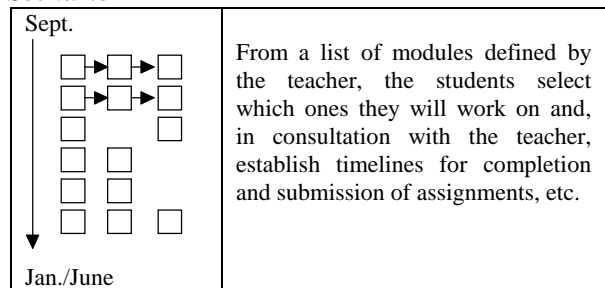 Sept.
Jan./June
From a list of modules defined by
the teacher, the students select
which ones they will work on and,
in consultation with the teacher,
establish timelines for completion
and submission of assignments, etc.